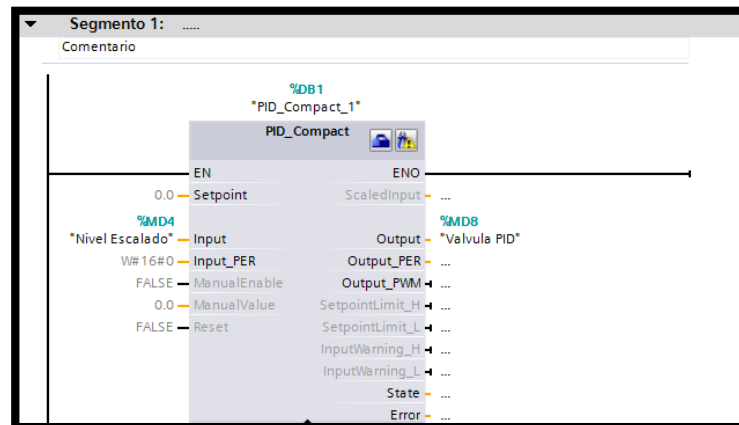 Segmento 1: .....
Comentario
%DB1
"PID_Compact_1"
PID_Compact
EN ENO
0.0 Setpoint ScaledInput ...
%MD4 %MD8
"Nivel Escalado" Input Output "Valvula PID"
W#16#0 Input_PER Output_PER ...
FALSE ManualEnable Output_PWM ...
0.0 ManualValue SetpointLimit_H ...
FALSE Reset SetpointLimit_L ...
InputWarning_H ...
InputWarning_L ...
State ...
Error ...